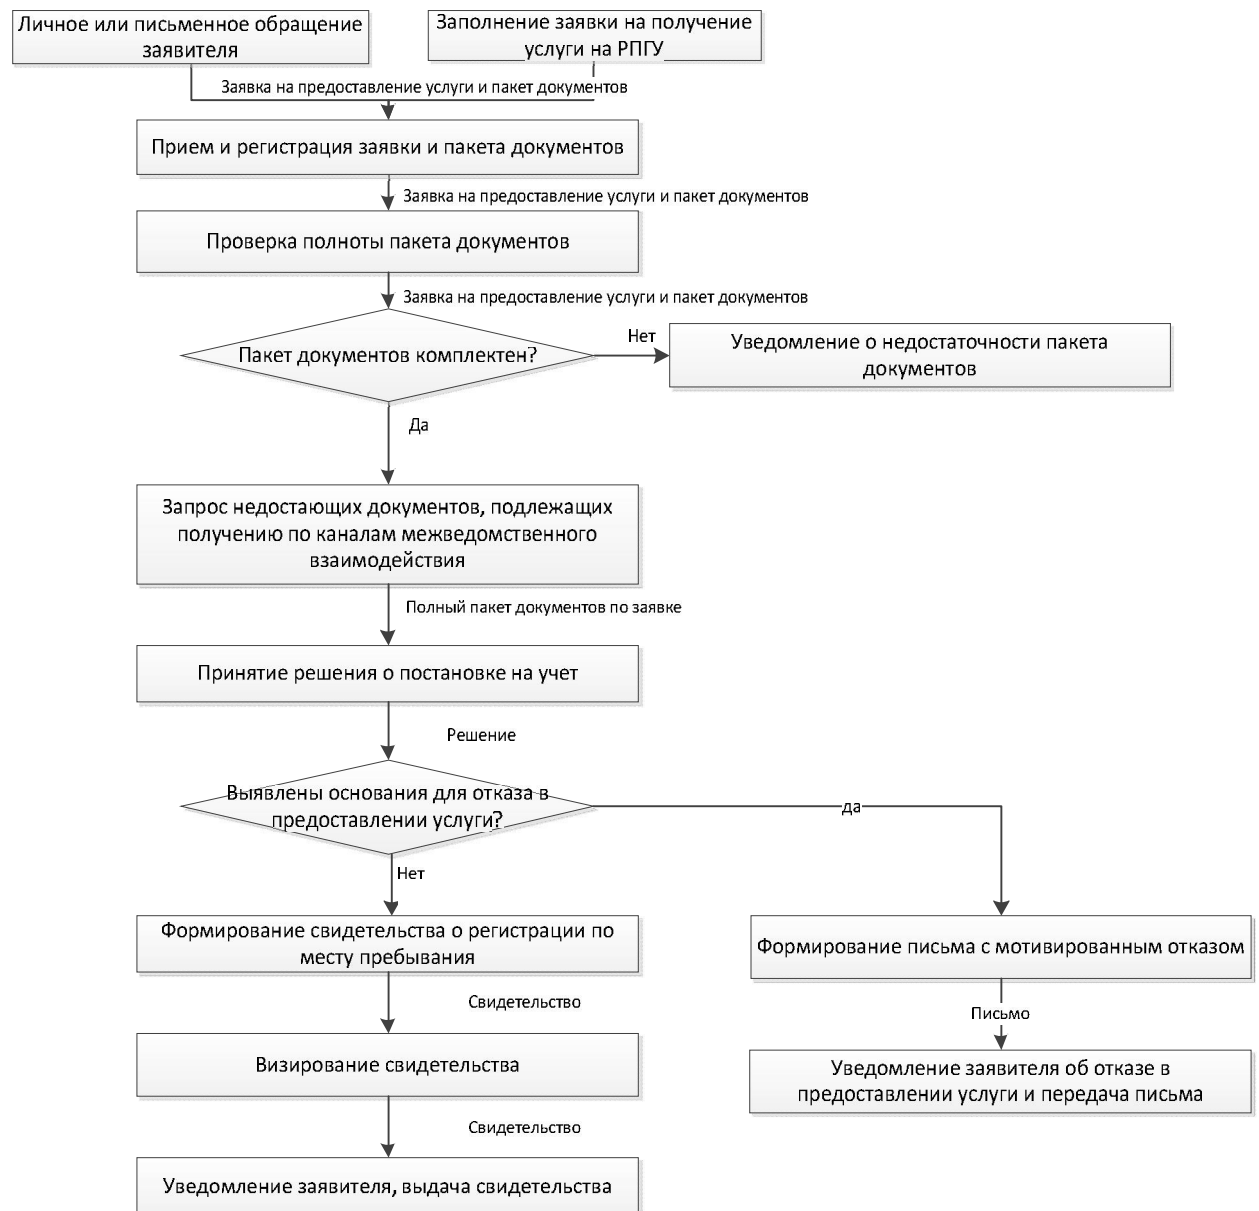 Личное или письменное обращение
заявителя
Заполнение заявки на получение
услуги на РПГУ
Заявка на предоставление услуги и пакет документов
Прием и регистрация заявки и пакета документов
Заявка на предоставление услуги и пакет документов
Проверка полноты пакета документов
Заявка на предоставление услуги и пакет документов
Пакет документов комплектен?
Нет
Уведомление о недостаточности пакета
документов
Да
Запрос недостающих документов, подлежащих
получению по каналам межведомственного
взаимодействия
Полный пакет документов по заявке
Принятие решения о постановке на учет
Решение
Выявлены основания для отказа в
предоставлении услуги?
да
Нет
Формирование свидетельства о регистрации по
месту пребывания
Формирование письма с мотивированным отказом
Свидетельство
Письмо
Визирование свидетельства
Уведомление заявителя об отказе в
предоставлении услуги и передача письма
Свидетельство
Уведомление заявителя, выдача свидетельства